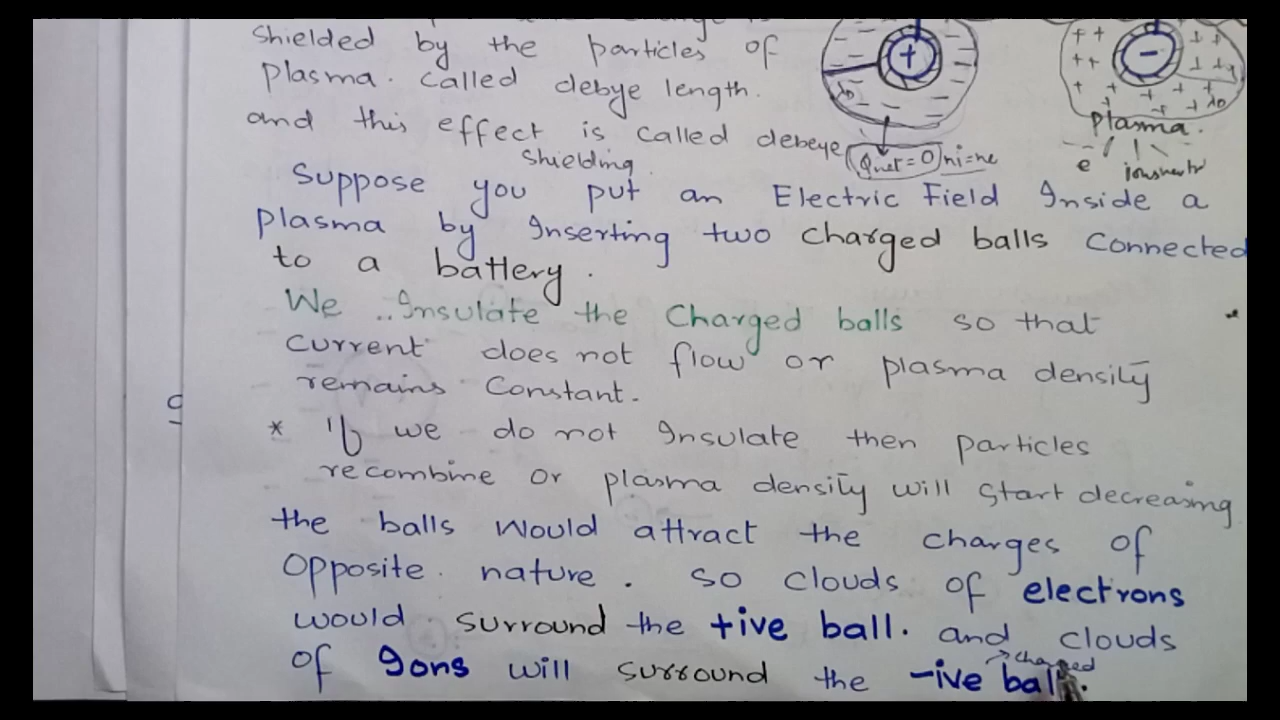 shielded by the particles of
plasma. called debye length.
and this effect is called debeye
shielding.
Qnet = 0 ni=ne
plasma.
e ions
Suppose you put an Electric Field Inside a
plasma by Inserting two charged balls connected
to a battery.
We ..Insulate the Charged balls so that
current does not flow or plasma density
remains Constant.
* If we do not Insulate then particles
recombine or plasma density will start decreasing
the balls Would attract the charges of
Opposite nature. so clouds of electrons
would surround the +ive ball. and clouds
of Ions will surround the -ive ball.
charged